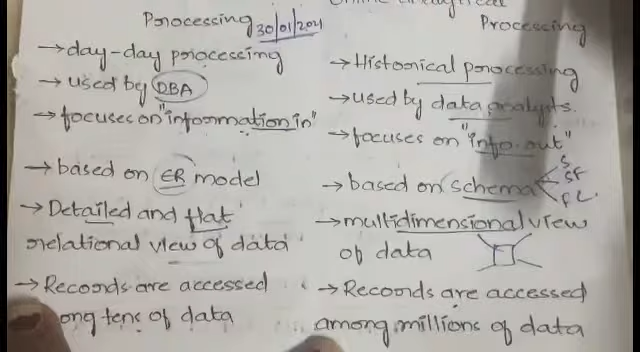 Analytical
Processing 30/01/2021
Processing
→day-day processing
→used by DBA
→focuses on "information in"
→based on ER model
→Detailed and flat
relational view of data
→Records are accessed
ong tens of data
→Historical processing
→used by data analysts.
→focuses on "info. out"
→based on schema
S
SF
FC.
→multidimensional view
of data
→Records are accessed
among millions of data